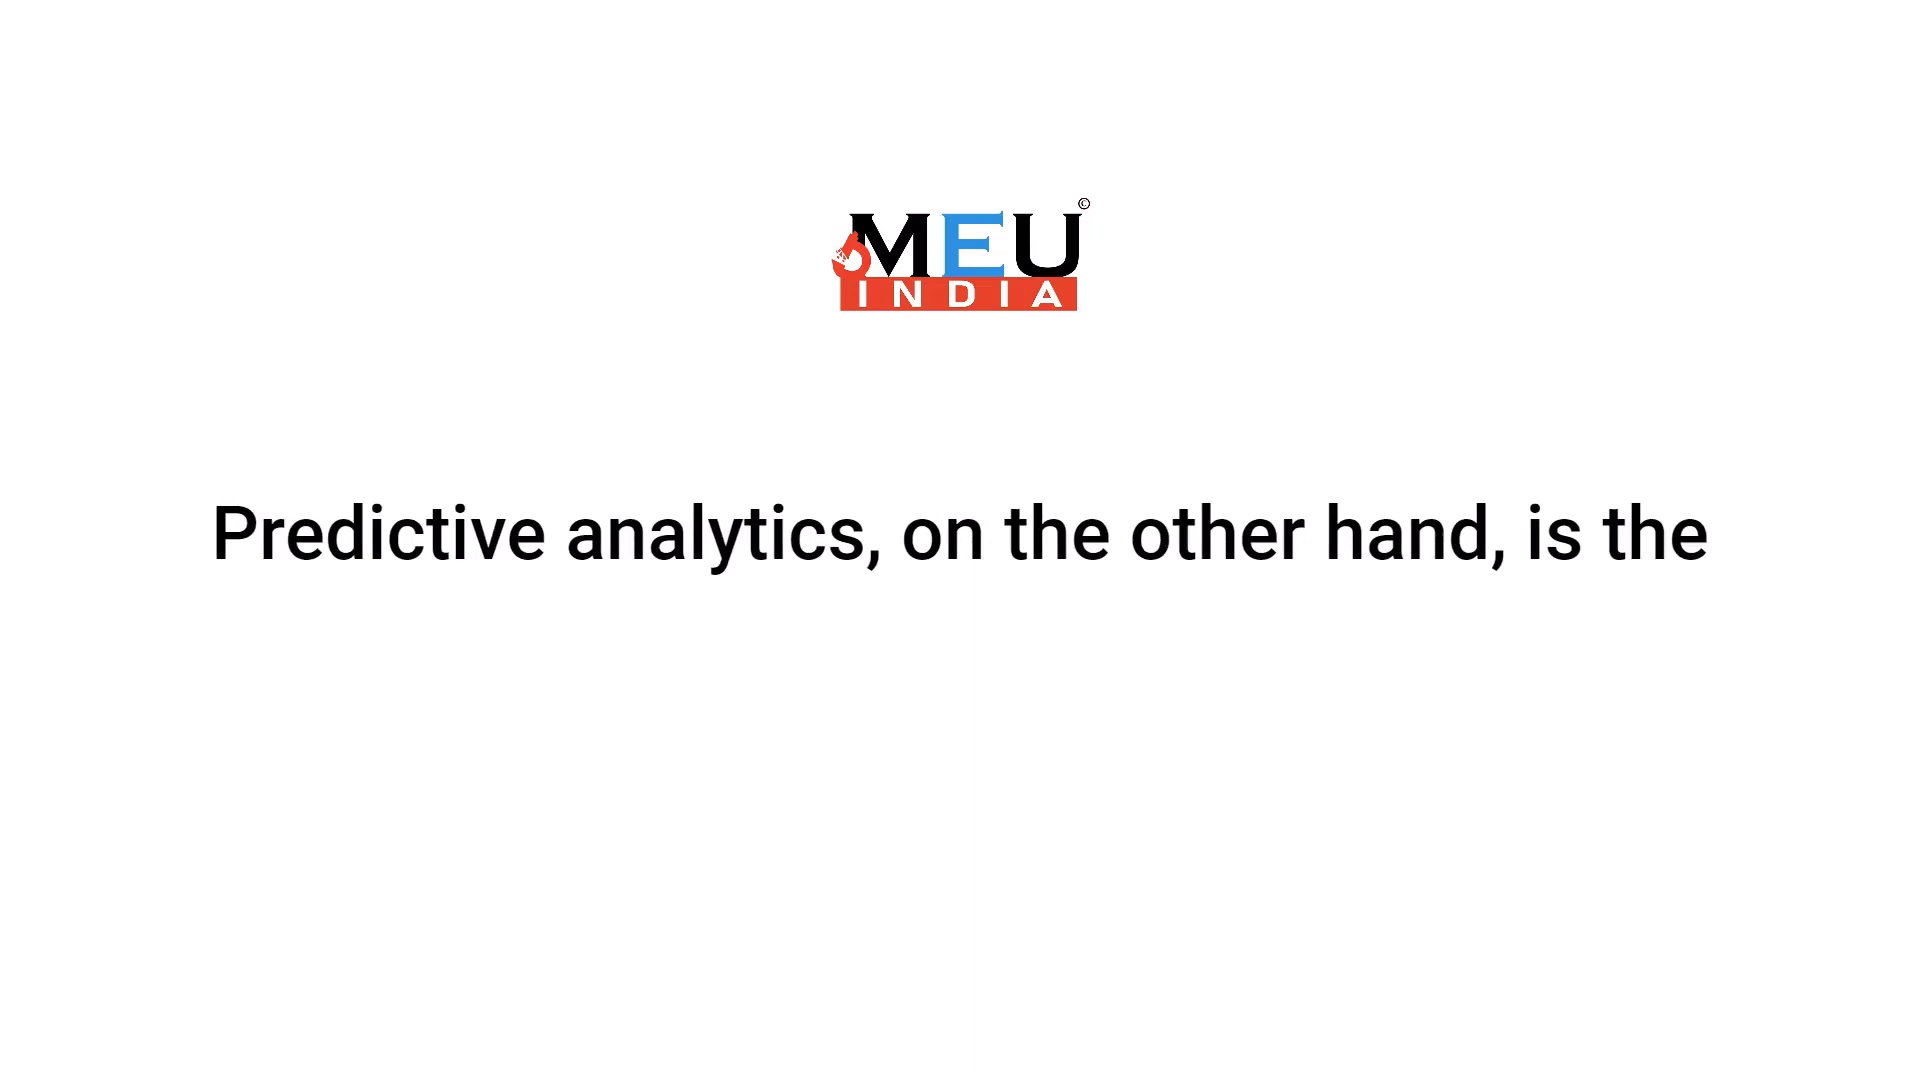 ©
MEU
INDIA
Predictive analytics, on the other hand, is the